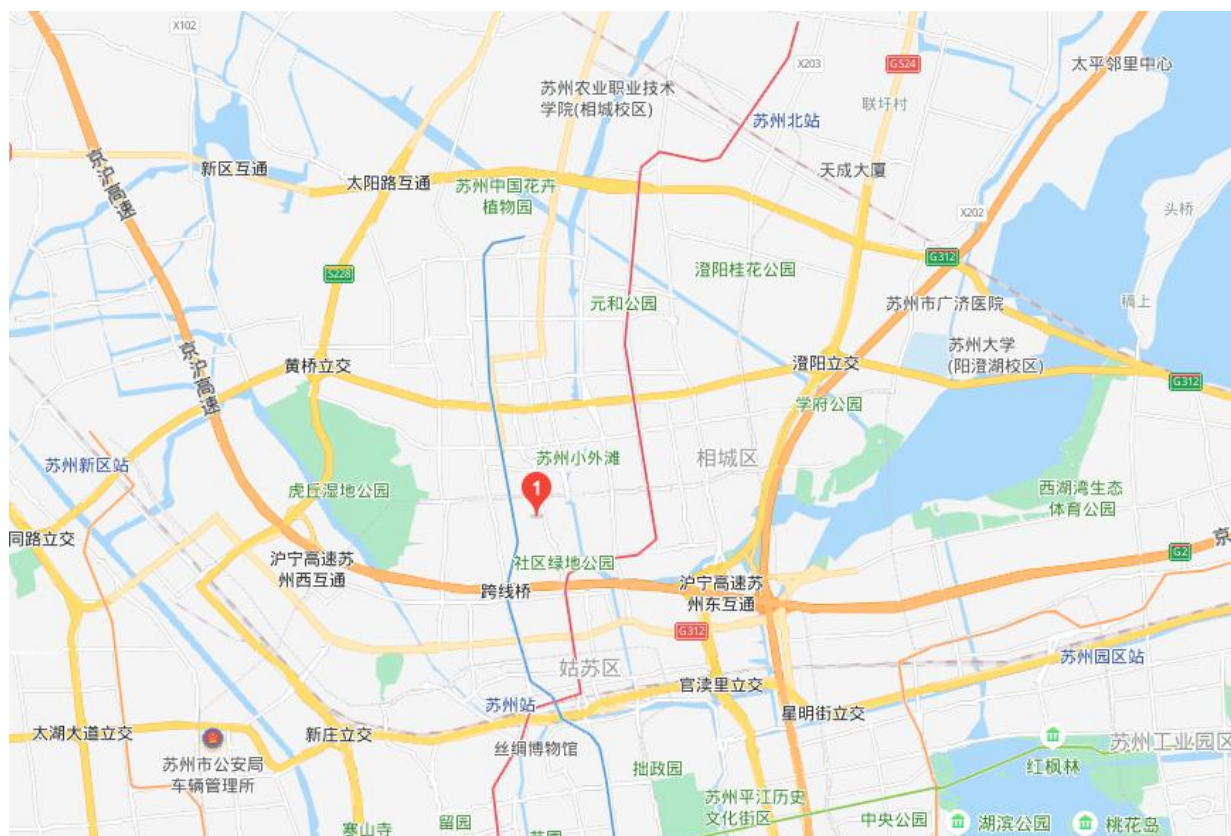 X102
苏州农业职业技术
学院(相城校区)
X203
G524
太平邻里中心
联圩村
苏州北站
京沪高速
新区互通
太阳路互通
苏州中国花卉
植物园
天成大厦
头桥
X202
S228
澄阳桂花公园
G312
元和公园
苏州市广济医院
稿上
京沪高速
黄桥立交
澄阳立交
苏州大学
(阳澄湖校区)
G312
学府公园
苏州新区站
苏州小外滩
相城区
虎丘湿地公园
1
西湖湾生态
体育公园
同路立交
沪宁高速苏
州西互通
社区绿地公园
跨线桥
沪宁高速苏
州东互通
G2
京
G312
姑苏区
苏州园区站
官渎里立交
苏州站
星明街立交
太湖大道立交
新庄立交
丝绸博物馆
苏州市公安局
车辆管理所
拙政园
红枫林
苏州工业园区
苏州平江历史
文化街区
寒山寺
留园
中央公园
湖滨公园
桃花岛